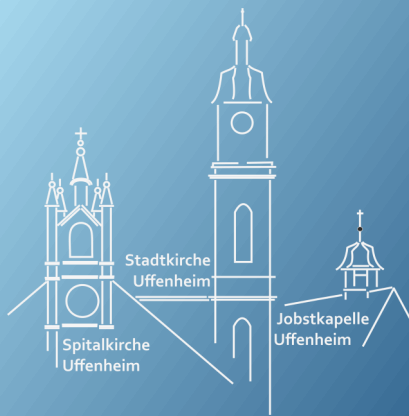 Stadtkirche
Uffenheim
Spitalkirche
Uffenheim
Jobstkapelle
Uffenheim